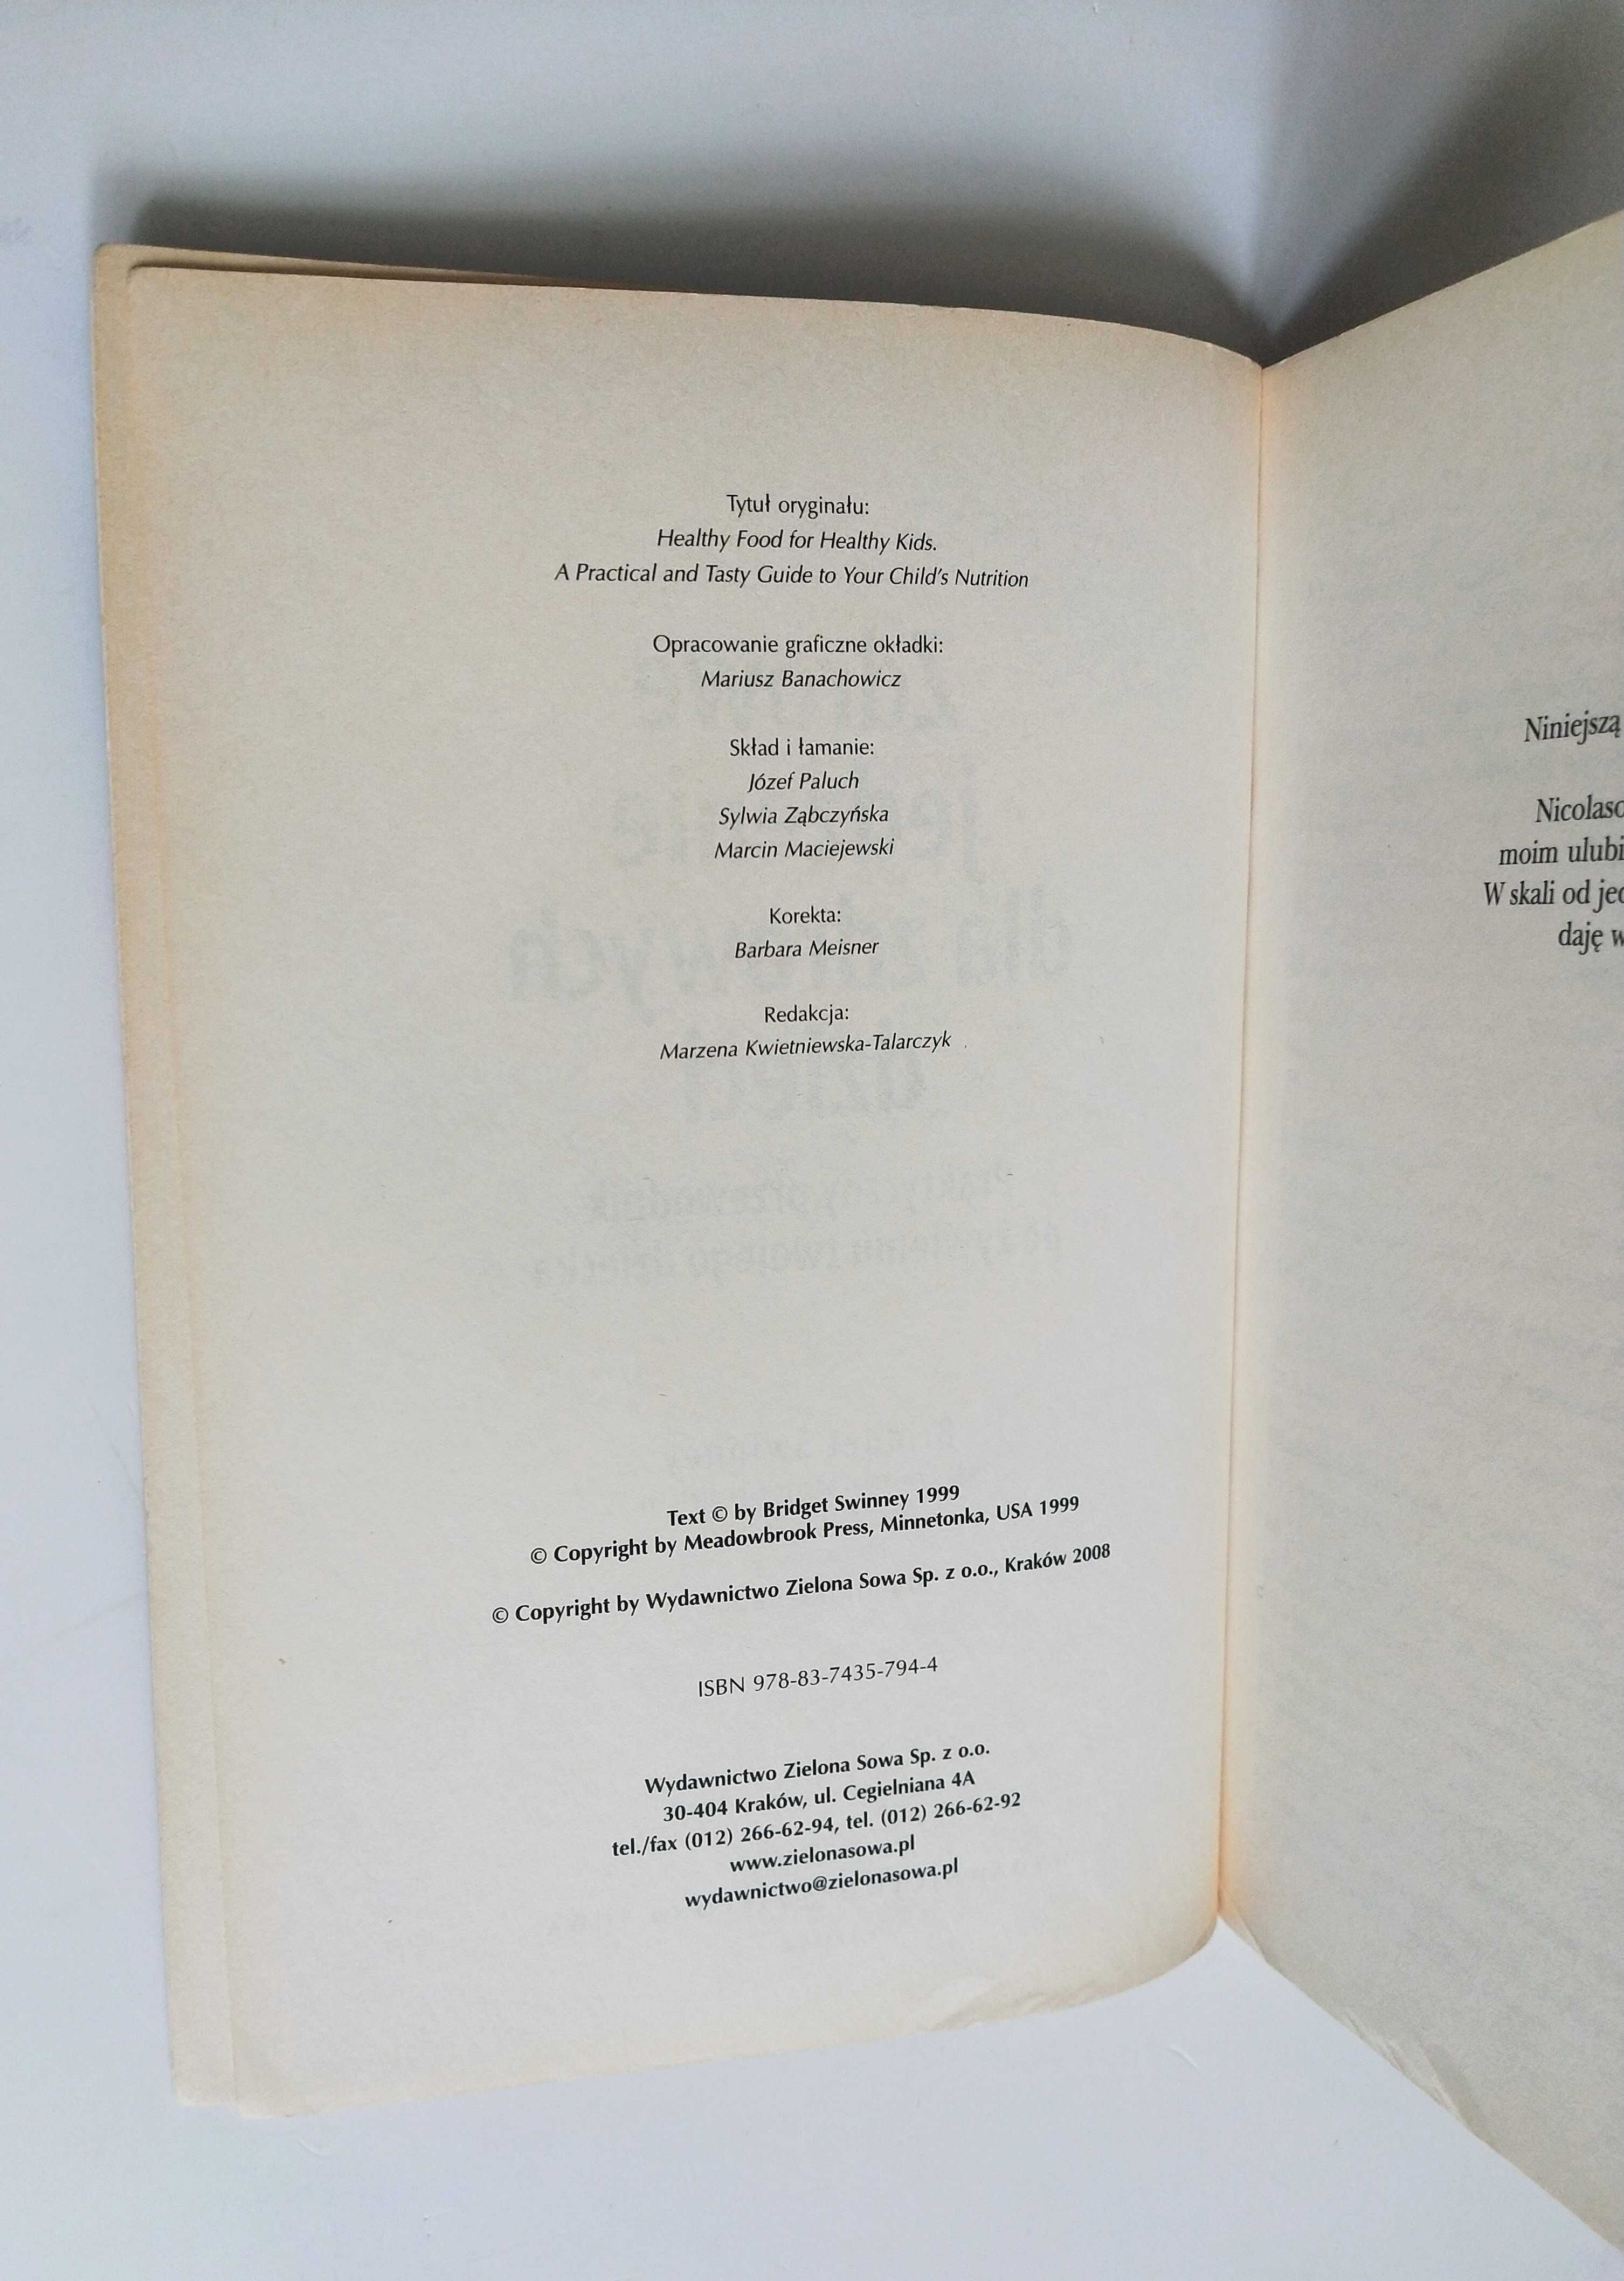 Tytuł oryginału:
Healthy Food for Healthy Kids.
A Practical and Tasty Guide to Your Child's Nutrition
Opracowanie graficzne okładki:
Mariusz Banachowicz
Skład i łamanie:
Józef Paluch
Sylwia Ząbczyńska
Marcin Maciejewski
Korekta:
Barbara Meisner
Redakcja:
Marzena Kwietniewska-Talarczyk
Text © by Bridget Swinney 1999
© Copyright by Meadowbrook Press, Minnetonka, USA 1999
© Copyright by Wydawnictwo Zielona Sowa Sp. z o.o., Kraków 2008
ISBN 978-83-7435-794-4
Wydawnictwo Zielona Sowa Sp. z o.o.
30-404 Kraków, ul. Cegielniana 4A
tel./fax (012) 266-62-94, tel. (012) 266-62-92
www.zielonasowa.pl
wydawnictwo@zielonasowa.pl
Niniejszą
moim
W skali od
daję